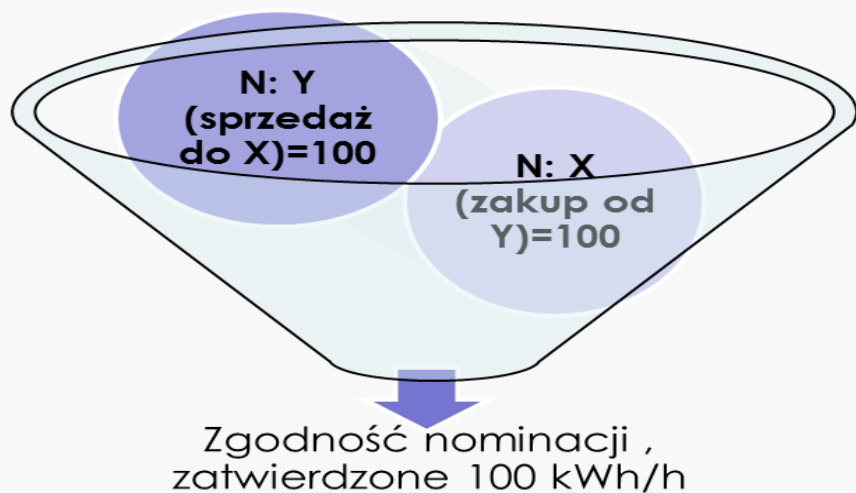 N: Y
(sprzedaż
do X)=100
N: X
(zakup od
Y)=100
Zgodność nominacji ,
zatwierdzone 100 kWh/h